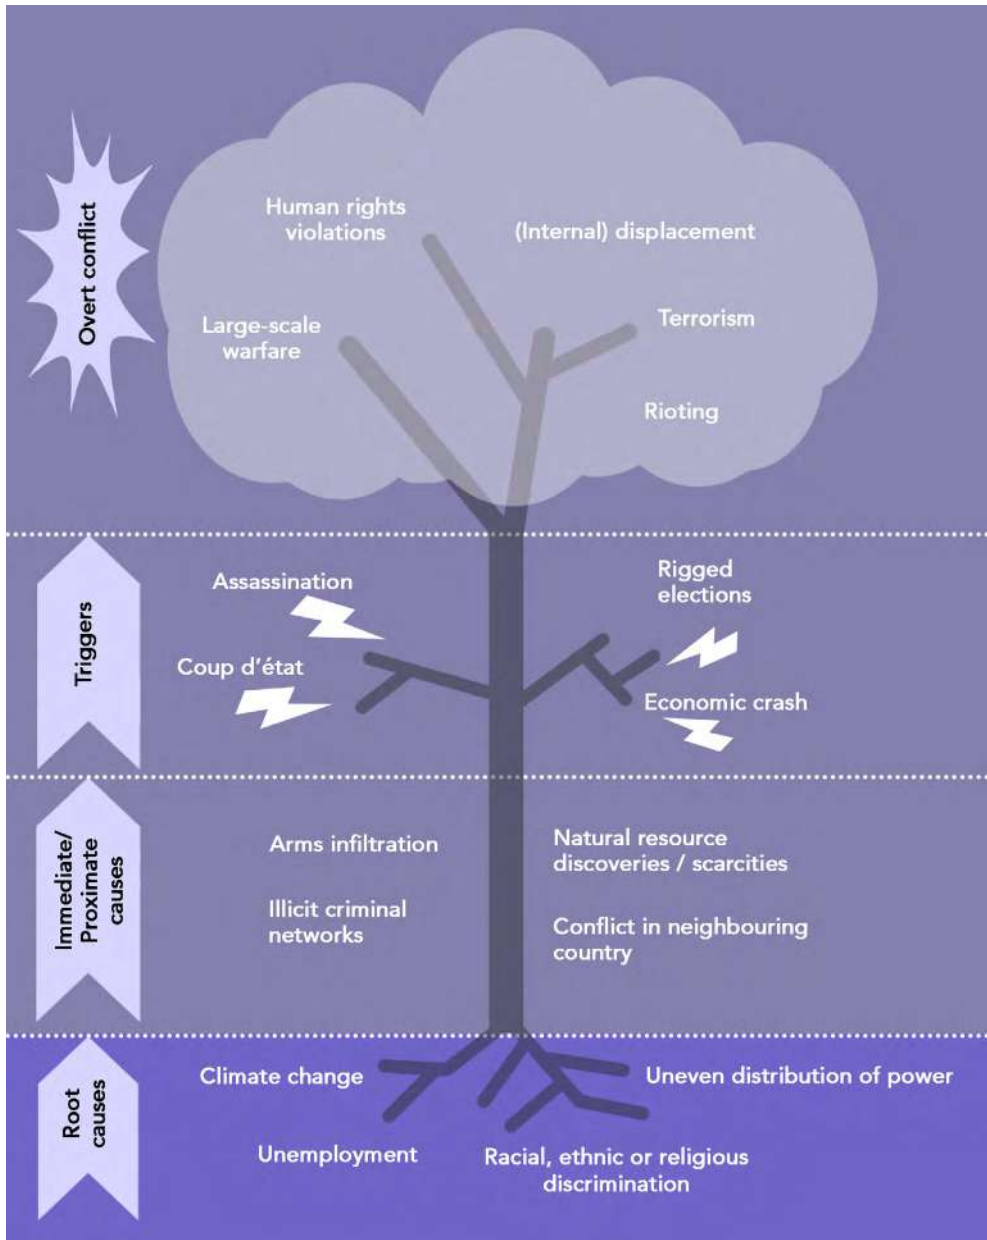 Overt conflict
Human rights
violations
(Internal) displacement
Large-scale
warfare
Terrorism
Rioting
Triggers
Assassination
Rigged
elections
Coup d'état
Economic crash
Immediate/
Proximate
causes
Arms infiltration
Natural resource
discoveries / scarcities
Illicit criminal
networks
Conflict in neighbouring
country
Root
causes
Climate change
Uneven distribution of power
Unemployment
Racial, ethnic or religious
discrimination